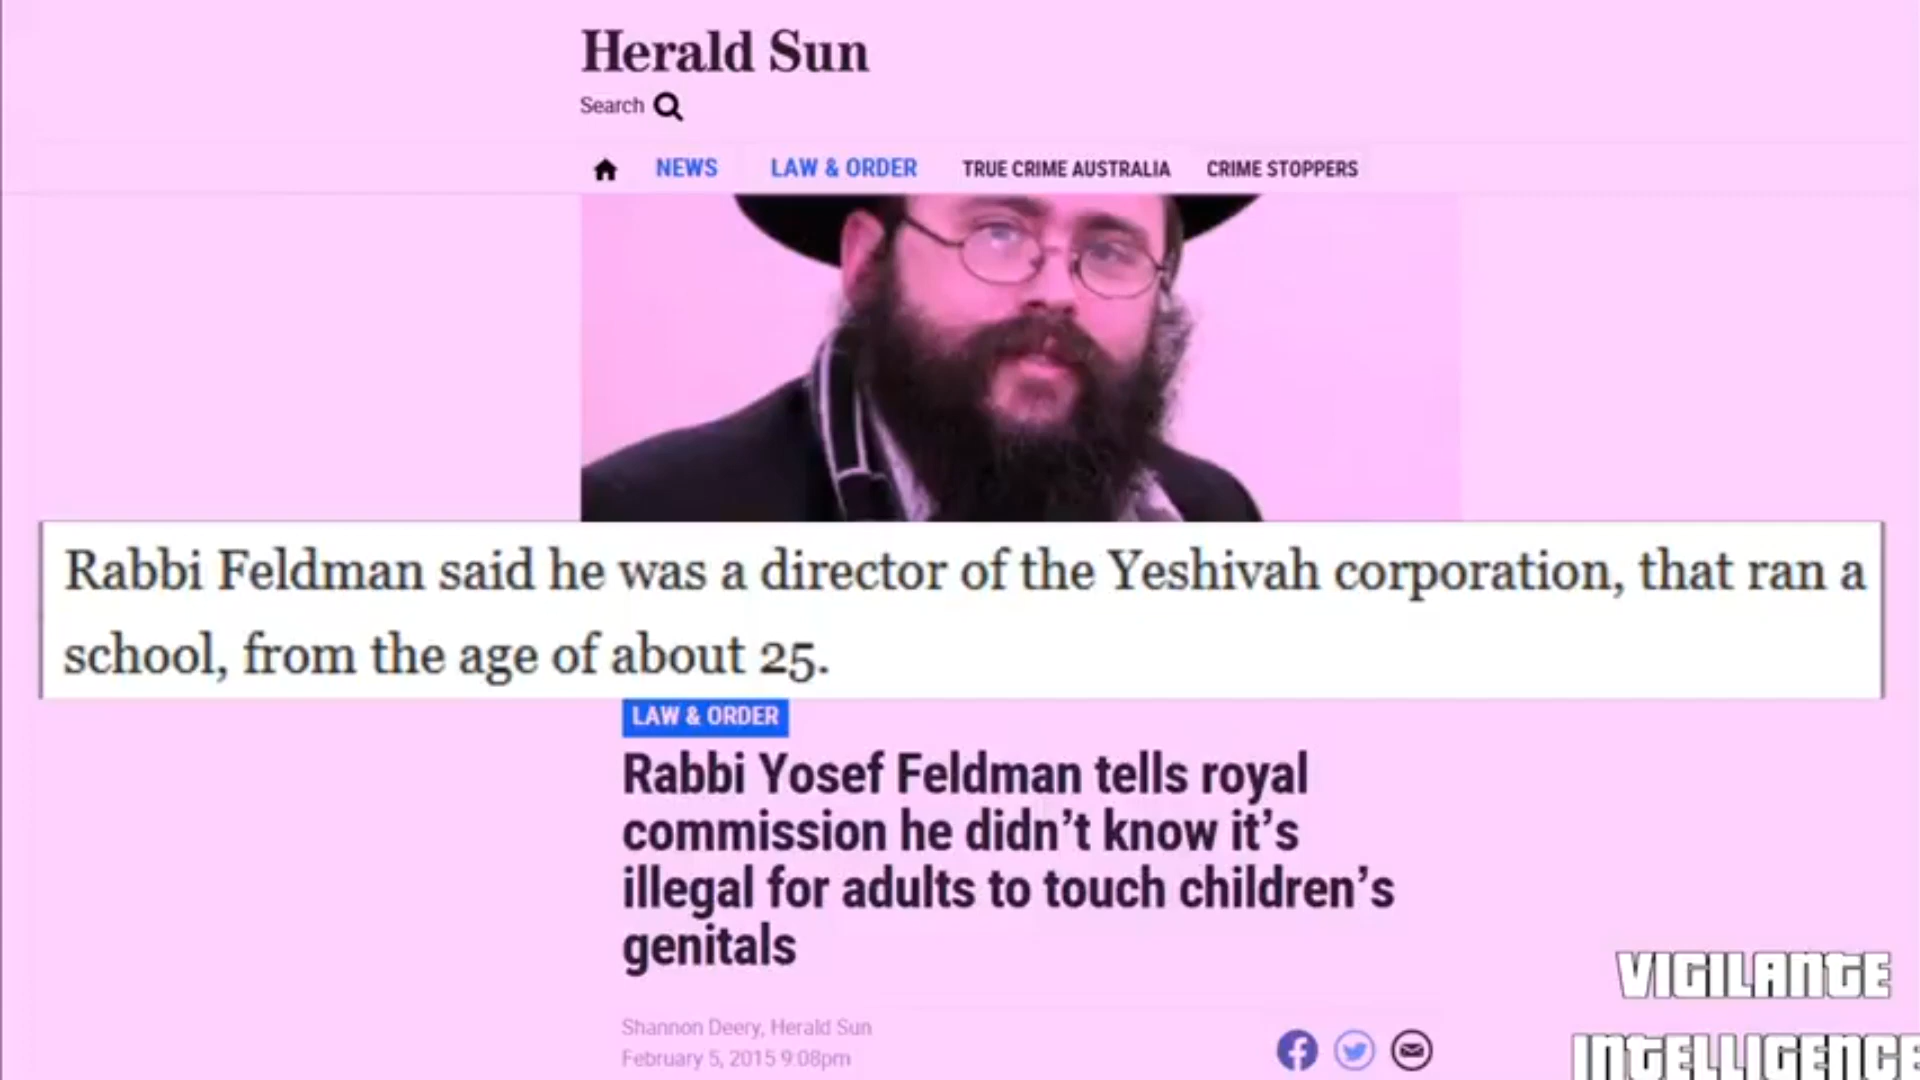 Herald Sun
Search
NEWS LAW & ORDER TRUE CRIME AUSTRALIA CRIME STOPPERS
Rabbi Feldman said he was a director of the Yeshivah corporation, that ran a
school, from the age of about 25.
LAW & ORDER
Rabbi Yosef Feldman tells royal
commission he didn’t know it’s
illegal for adults to touch children’s
genitals
Shannon Deery, Herald Sun
February 5, 2015 9:08pm
VIGILANTE
INTELLIGENCE